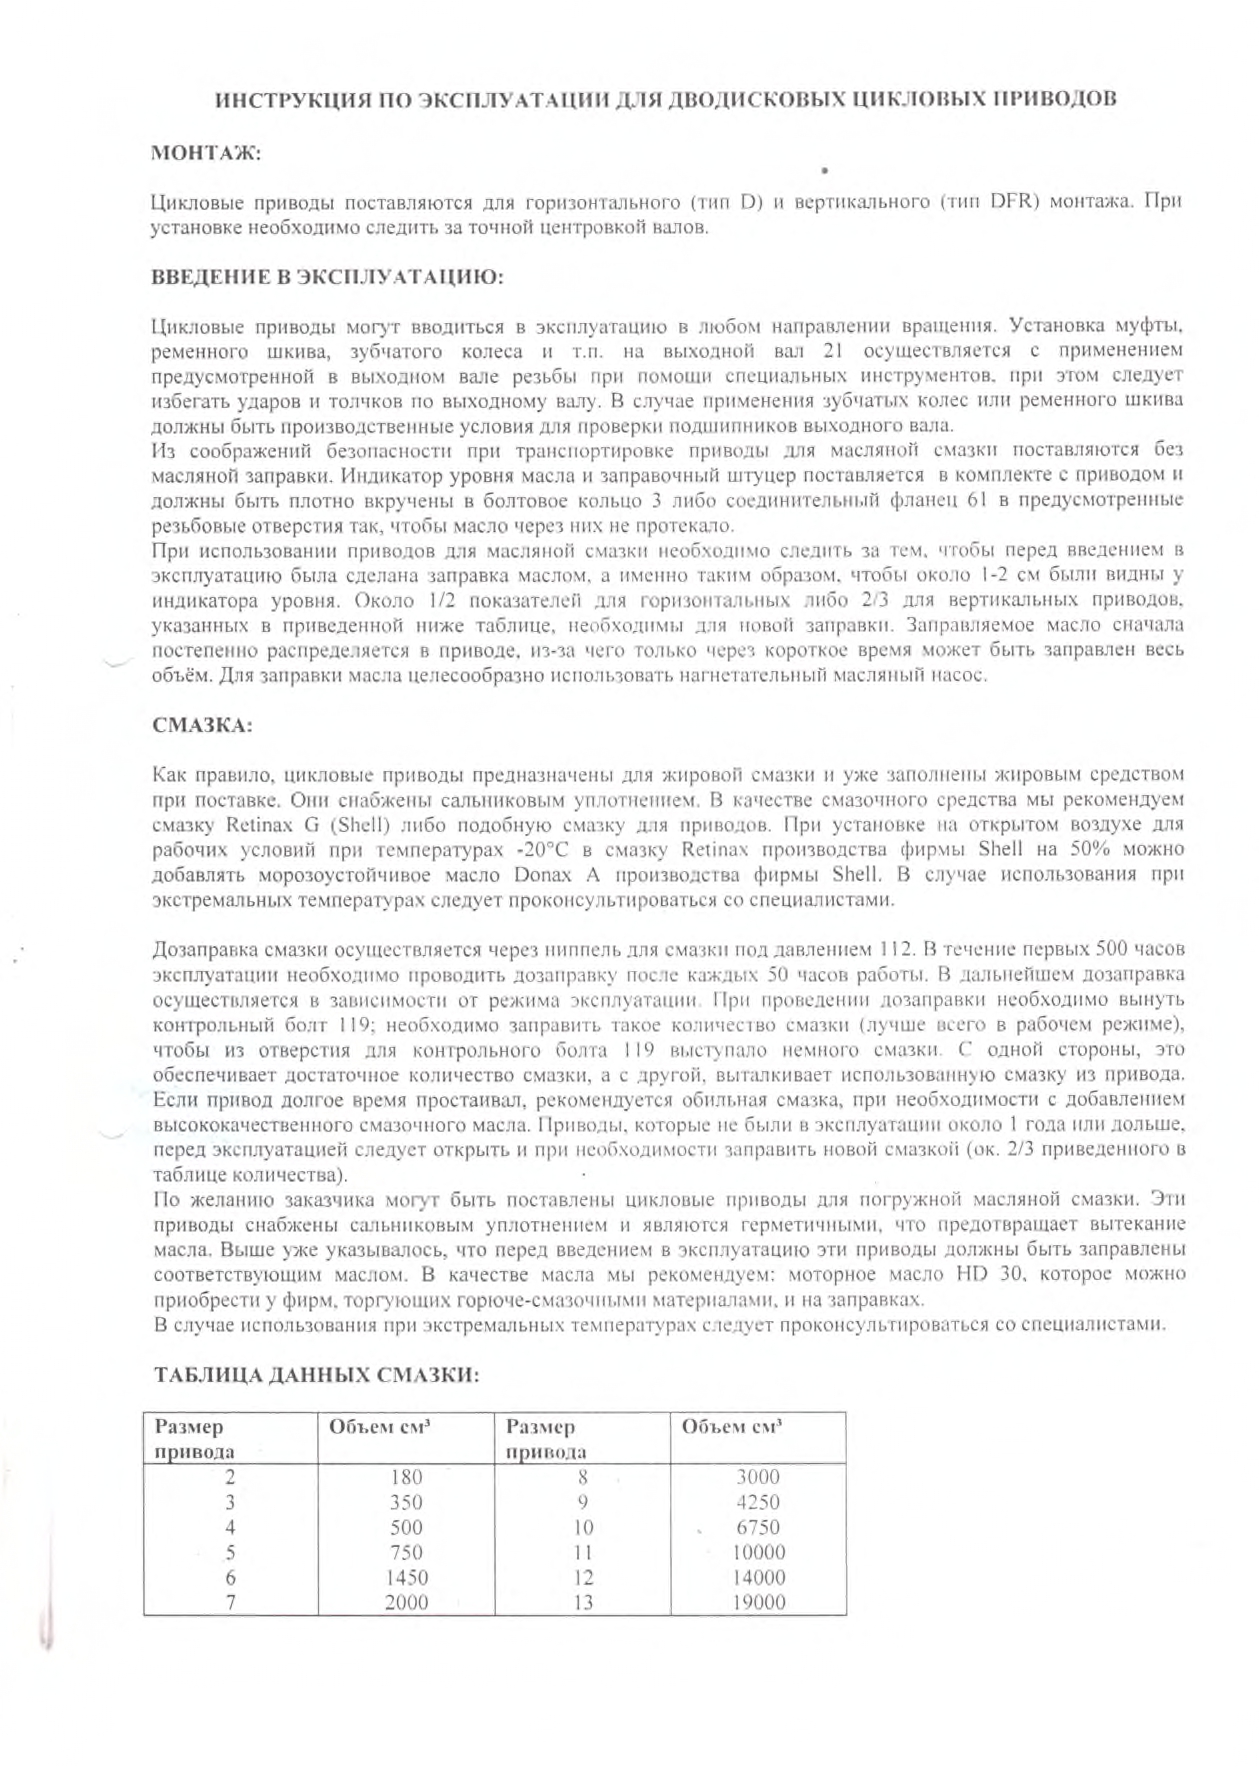 ИНСТРУКЦИЯ ПО ЭКСПЛУАТАЦИИ ДЛЯ ДВОДИСКОВЫХ ЦИКЛОВЫХ ПРИВОДОВ
МОНТАЖ:
Цикловые приводы поставляются для горизонтального (тип D) и вертикального (тип DFR) монтажа. При
установке необходимо следить за точной центровкой валов.
ВВЕДЕНИЕ В ЭКСПЛУАТАЦИЮ:
Цикловые приводы могут вводиться в эксплуатацию в любом направлении вращения. Установка муфты,
ременного шкива, зубчатого колеса и т.п. на выходной вал 21 осуществляется с применением
предусмотренной в выходном вале резьбы при помощи специальных инструментов, при этом следует
избегать ударов и толчков по выходному валу. В случае применения зубчатых колес или ременного шкива
должны быть производственные условия для проверки подшипников выходного вала.
Из соображений безопасности при транспортировке приводы для масляной смазки поставляются без
масляной заправки. Индикатор уровня масла и заправочный штуцер поставляется в комплекте с приводом и
должны быть плотно вкручены в болтовое кольцо 3 либо соединительный фланец 61 в предусмотренные
резьбовые отверстия так, чтобы масло через них не протекало.
При использовании приводов для масляной смазки необходимо следить за тем, чтобы перед введением в
эксплуатацию была сделана заправка маслом, а именно таким образом, чтобы около 1-2 см были видны у
индикатора уровня. Около 1/2 показателей для горизонтальных либо 2/3 для вертикальных приводов,
указанных в приведенной ниже таблице, необходимы для новой заправки. Заправляемое масло сначала
постепенно распределяется в приводе, из-за чего только через короткое время может быть заправлен весь
объём. Для заправки масла целесообразно использовать нагнетательный масляный насос.
СМАЗКА:
Как правило, цикловые приводы предназначены для жировой смазки и уже заполнены жировым средством
при поставке. Они снабжены сальниковым уплотнением. В качестве смазочного средства мы рекомендуем
смазку Retinax G (Shell) либо подобную смазку для приводов. При установке на открытом воздухе для
рабочих условий при температурах -20°С в смазку Retinax производства фирмы Shell на 50% можно
добавлять морозоустойчивое масло Donax A производства фирмы Shell. В случае использования при
экстремальных температурах следует проконсультироваться со специалистами.
Дозаправка смазки осуществляется через ниппель для смазки под давлением 112. В течение первых 500 часов
эксплуатации необходимо проводить дозаправку после каждых 50 часов работы. В дальнейшем дозаправка
осуществляется в зависимости от режима эксплуатации. При проведении дозаправки необходимо вынуть
контрольный болт 119; необходимо заправить такое количество смазки (лучше всего в рабочем режиме),
чтобы из отверстия для контрольного болта 119 выступало немного смазки. С одной стороны, это
обеспечивает достаточное количество смазки, а с другой, выталкивает использованную смазку из привода.
Если привод долгое время простаивал, рекомендуется обильная смазка, при необходимости с добавлением
высококачественного смазочного масла. Приводы, которые не были в эксплуатации около 1 года или дольше,
перед эксплуатацией следует открыть и при необходимости заправить новой смазкой (ок. 2/3 приведенного в
таблице количества).
По желанию заказчика могут быть поставлены цикловые приводы для погружной масляной смазки. Эти
приводы снабжены сальниковым уплотнением и являются герметичными, что предотвращает вытекание
масла. Выше уже указывалось, что перед введением в эксплуатацию эти приводы должны быть заправлены
соответствующим маслом. В качестве масла мы рекомендуем: моторное масло HD 30, которое можно
приобрести у фирм, торгующих горюче-смазочными материалами, и на заправках.
В случае использования при экстремальных температурах следует проконсультироваться со специалистами.
ТАБЛИЦА ДАННЫХ СМАЗКИ:
Размер привода Объем см³ Размер привода Объем см³
2 180 8 3000
3 350 9 4250
4 500 10 6750
5 750 11 10000
6 1450 12 14000
7 2000 13 19000